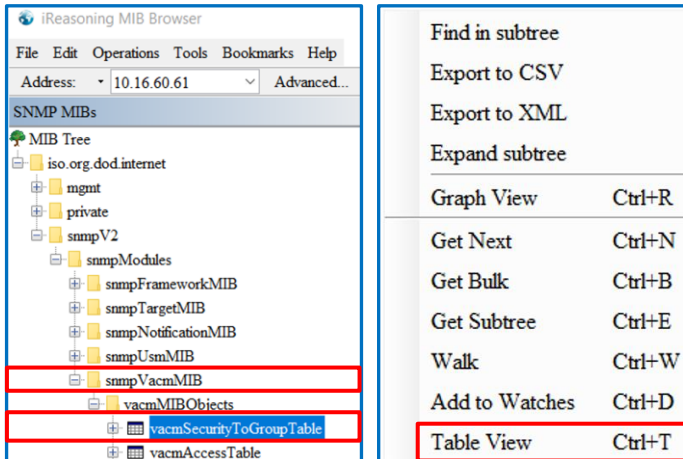 iReasoning MIB Browser
File Edit Operations Tools Bookmarks Help
Address: 10.16.60.61 Advanced...
SNMP MIBs
MIB Tree
iso.org.dod.internet
mgmt
private
snmpV2
snmpModules
snmpFrameworkMIB
snmpTargetMIB
snmpNotificationMIB
snmpUsmMIB
snmpVacmMIB
vacmMIBObjects
vacmSecurityToGroupTable
vacmAccessTable
Find in subtree
Export to CSV
Export to XML
Expand subtree
Graph View Ctrl+R
Get Next Ctrl+N
Get Bulk Ctrl+B
Get Subtree Ctrl+E
Walk Ctrl+W
Add to Watches Ctrl+D
Table View Ctrl+T